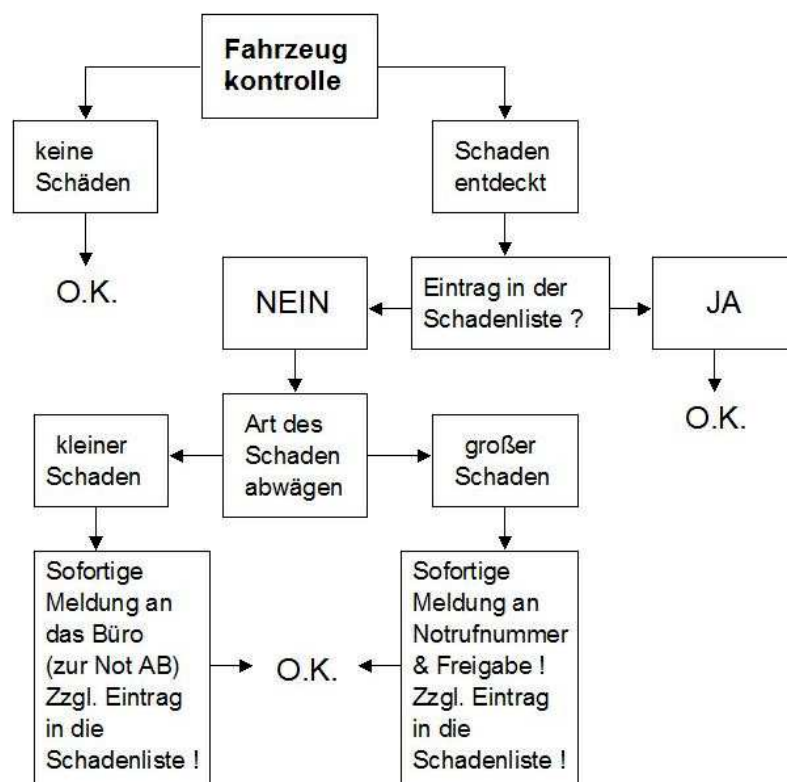 Fahrzeug
kontrolle
keine
Schäden
Schaden
entdeckt
O.K.
NEIN
Eintrag in der
Schadenliste ?
JA
O.K.
kleiner
Schaden
Art des
Schaden
abwägen
großer
Schaden
Sofortige
Meldung an
das Büro
(zur Not AB)
Zzgl. Eintrag
in die
Schadenliste !
O.K.
Sofortige
Meldung an
Notrufnummer
& Freigabe !
Zzgl. Eintrag
in die
Schadenliste !